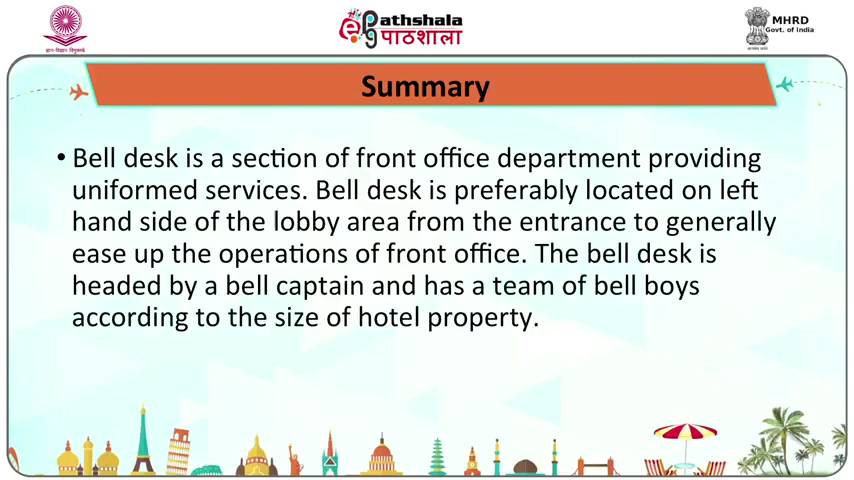 Pathshala
पाठशाला
MHRD
Govt. of India
Summary
• Bell desk is a section of front office department providing
uniformed services. Bell desk is preferably located on left
hand side of the lobby area from the entrance to generally
ease up the operations of front office. The bell desk is
headed by a bell captain and has a team of bell boys
according to the size of hotel property.